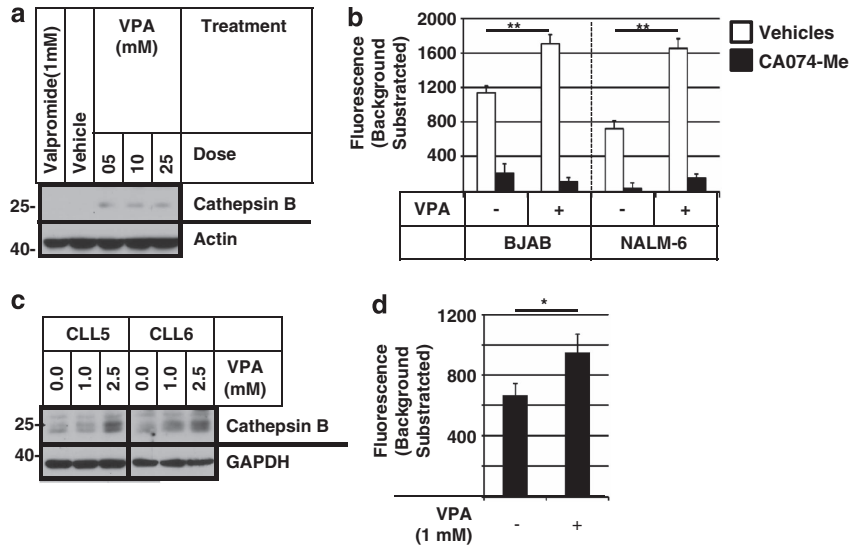 a
Valpromide(1mM)
Vehicle
VPA
(mM)
Treatment
05
10
25
Dose
25-
Cathepsin B
40-
Actin
b
Fluorescence
(Background
Substratcted)
2000
1600
1200
800
400
**
**
Vehicles
CA074-Me
VPA
-
+
-
+
BJAB
NALM-6
c
CLL5
CLL6
0.0
1.0
2.5
0.0
1.0
2.5
VPA
(mM)
25-
Cathepsin B
40-
GAPDH
d
Fluorescence
(Background
Substratcted)
1200
800
400
*
VPA
(1 mM)
-
+